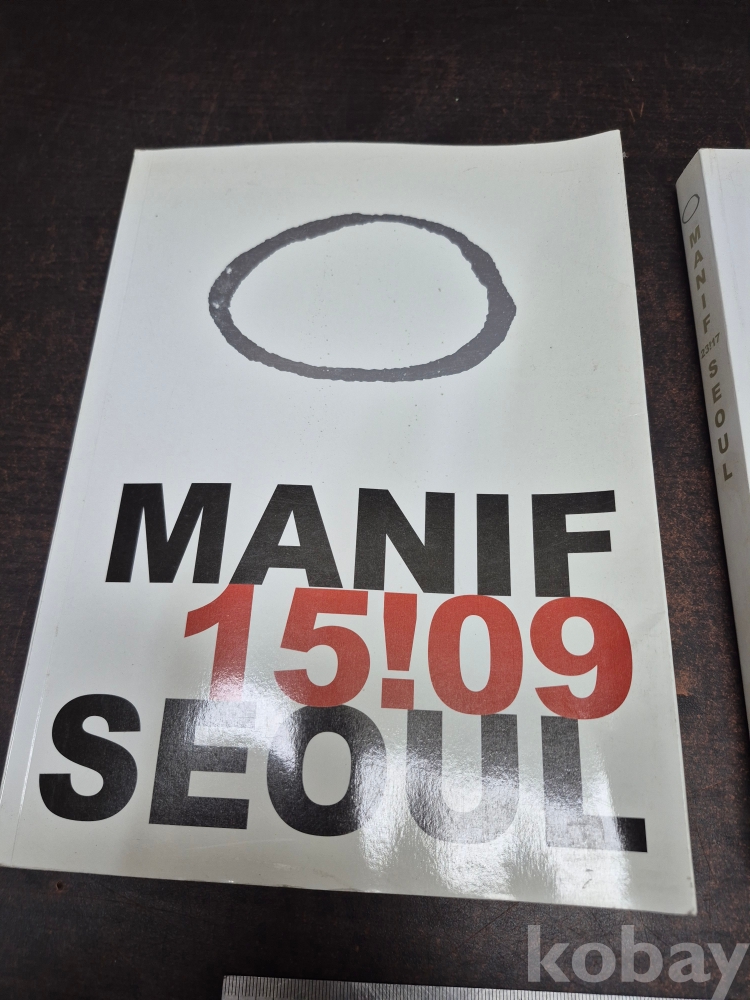 MANIF
15!09
SEOUL
MANIF 23!17 SEOUL
kobay